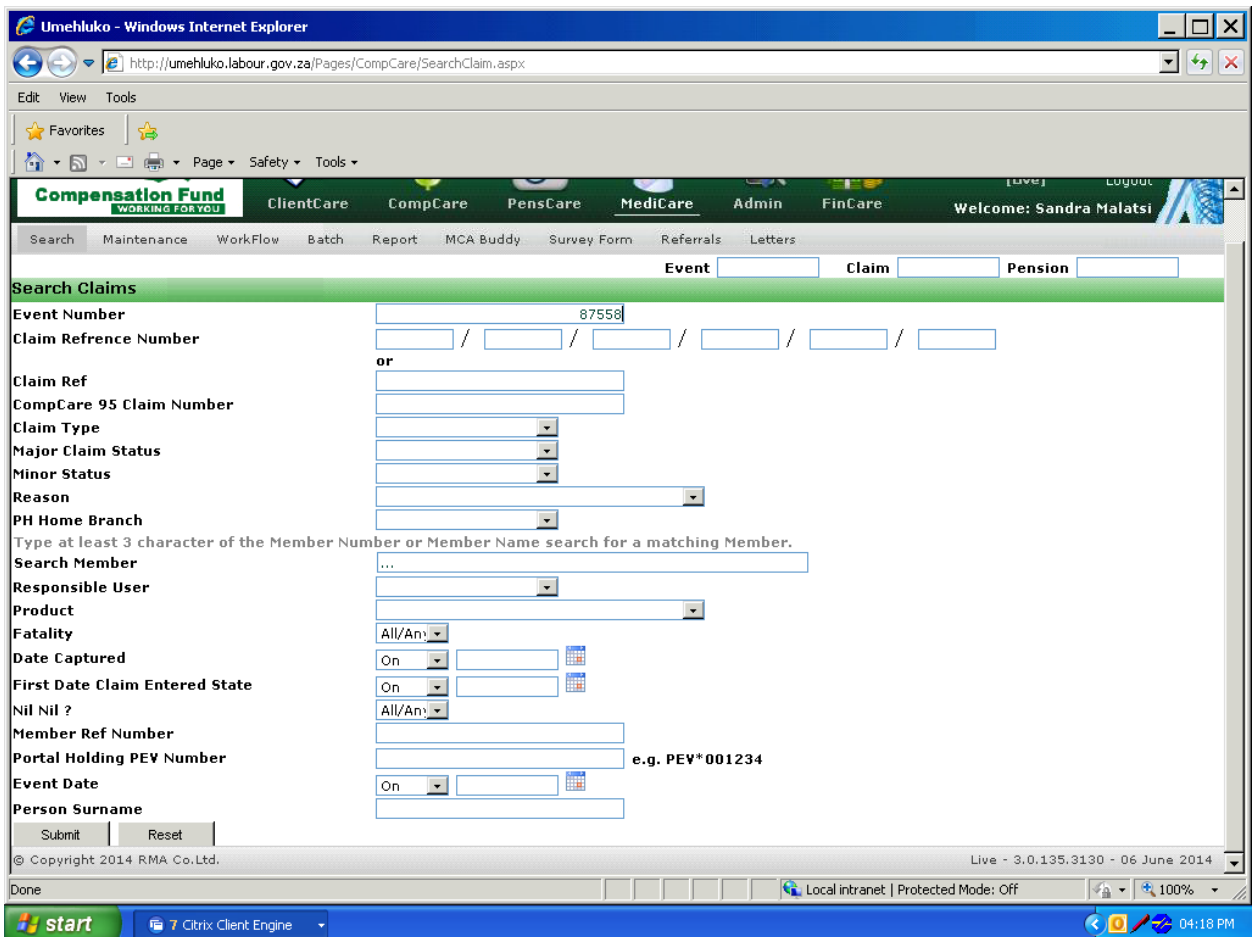 Umehluko - Windows Internet Explorer
http://umehluko.labour.gov.za/Pages/CompCare/SearchClaim.aspx
Edit View Tools
Favorites
Page Safety Tools
Compensation Fund
WORKING FOR YOU
ClientCare CompCare PensCare MediCare Admin FinCare
[Live] Logout
Welcome: Sandra Malatsi
Search Maintenance WorkFlow Batch Report MCA Buddy Survey Form Referrals Letters
Event Claim Pension
Search Claims
Event Number 87558
Claim Refrence Number / / / / /
or
Claim Ref
CompCare 95 Claim Number
Claim Type
Major Claim Status
Minor Status
Reason
PH Home Branch
Type at least 3 character of the Member Number or Member Name search for a matching Member.
Search Member ...
Responsible User
Product
Fatality All/Any
Date Captured On
First Date Claim Entered State On
Nil Nil ? All/Any
Member Ref Number
Portal Holding PEV Number e.g. PEV*001234
Event Date On
Person Surname
Submit Reset
© Copyright 2014 RMA Co.Ltd. Live - 3.0.135.3130 - 06 June 2014
Done Local intranet | Protected Mode: Off 100%
start 7 Citrix Client Engine 04:18 PM